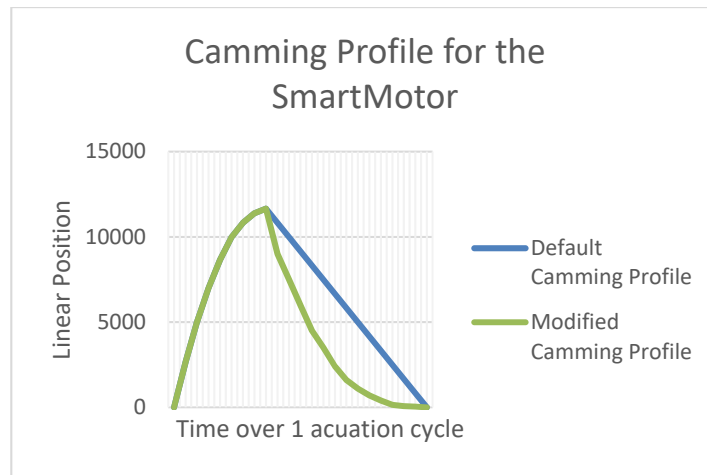 Camming Profile for the
SmartMotor
15000
10000
5000
0
Linear Position
Time over 1 acuation cycle
Default
Camming Profile
Modified
Camming Profile